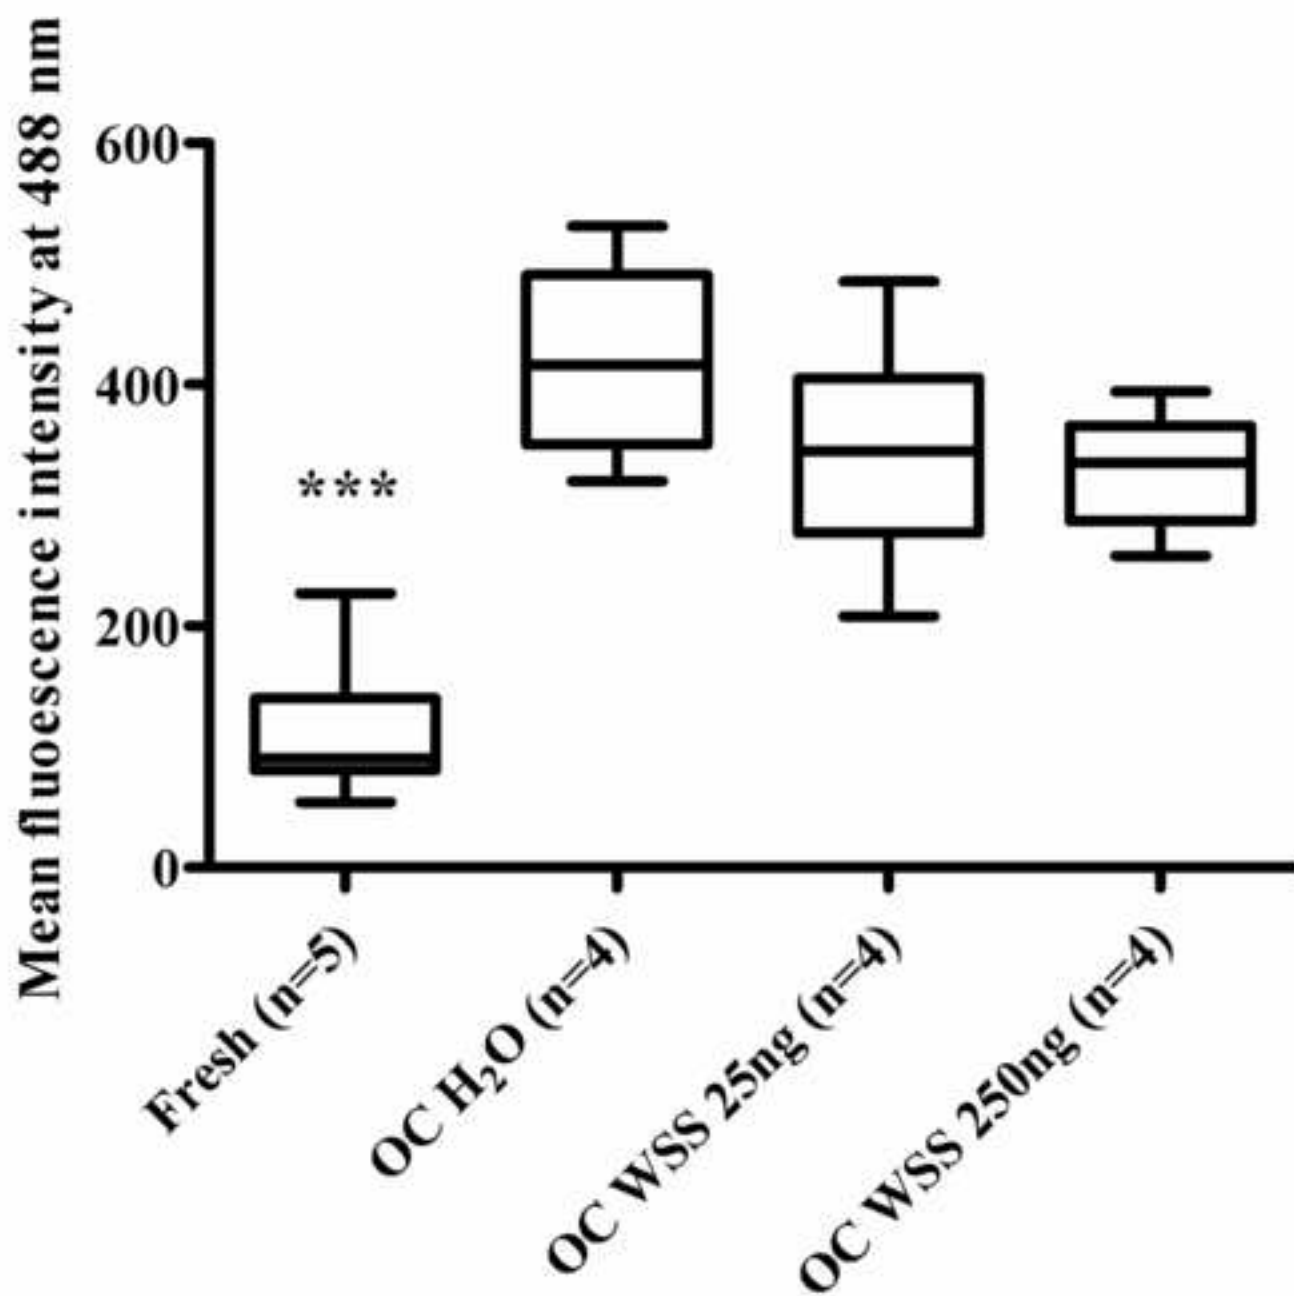 Mean fluoescence intensity at 488 nm
600
400
200
0
***
Fresh (n=5)
OC H₂O (n=4)
OC WSS 25ng (n=4)
OC WSS 250ng (n=4)